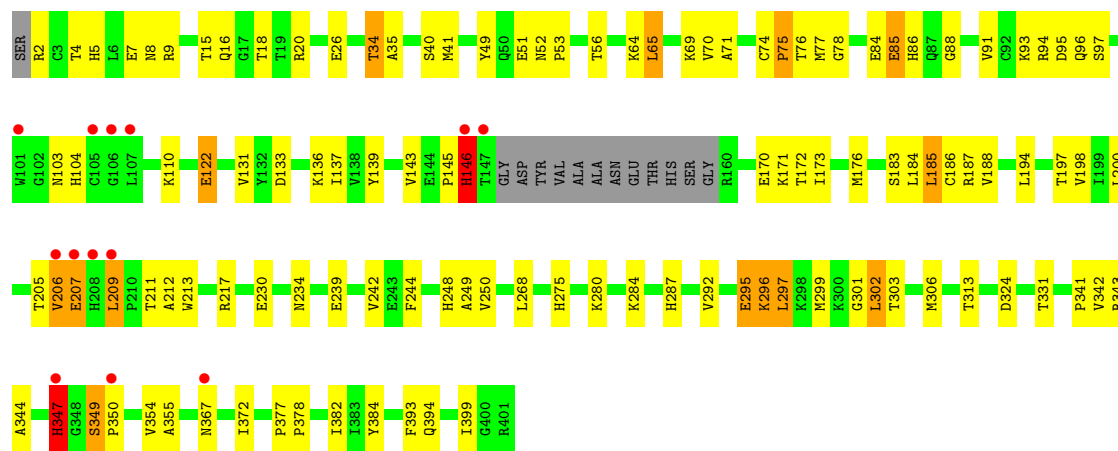 SER R2 C3 T4 H5 L6 E7 N8 R9 T15 Q16 G17 T18 T19 R20 E26 T34 A35 S40 M41 Y49 Q50 E51 N52 P53 T56 K64 L65 K69 V70 A71 C74 P75 T76 M77 G78 E84 E85 H86 Q87 G88 V91 C92 K93 R94 D95 Q96 S97
W101 G102 N103 H104 C105 G106 L107 K110 E122 V131 Y132 D133 K136 I137 V138 Y139 V143 E144 P145 H146 T147 GLY ASP TYR VAL ALA ALA ASN GLU THR HIS SER GLY R160 E170 K171 T172 I173 M176 S183 L184 L185 C186 R187 V188 L194 T197 V198 I199
T205 V206 E207 H208 L209 P210 T211 A212 W213 R217 E230 N234 E239 V242 E243 F244 H248 A249 V250 L268 H275 K280 K284 H287 V292 E295 K296 L297 K298 M299 K300 G301 L302 T303 M306 T313 D324 T331 P341 V342
A344 H347 G348 S349 P350 V354 A355 N367 I372 P377 P378 I382 I383 Y384 F393 Q394 I399 G400 R401